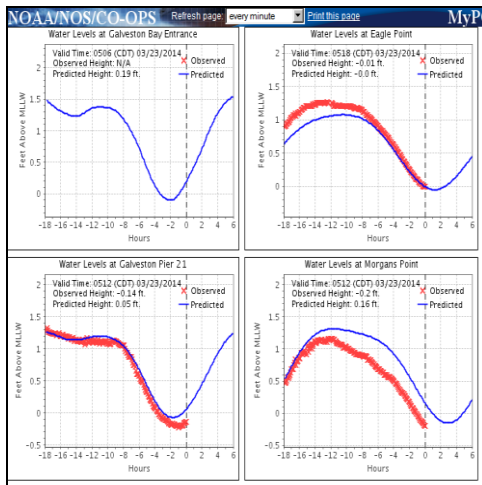 NOAA/NOS/CO-OPS Refresh page: every minute Print this page MyP
Water Levels at Galveston Bay Entrance
Valid Time: 0506 (CDT) 03/23/2014
Observed Height: N/A
Predicted Height: 0.19 ft.
Observed
Predicted
Feet Above MLLW
2
1.5
1
0.5
0
-18 -16 -14 -12 -10 -8 -6 -4 -2 0 2 4 6
Hours
Water Levels at Eagle Point
Valid Time: 0518 (CDT) 03/23/2014
Observed Height: -0.01 ft.
Predicted Height: -0.0 ft.
Observed
Predicted
Feet Above MLLW
2
1.5
1
0.5
0
-18 -16 -14 -12 -10 -8 -6 -4 -2 0 2 4 6
Hours
Water Levels at Galveston Pier 21
Valid Time: 0512 (CDT) 03/23/2014
Observed Height: -0.14 ft.
Predicted Height: 0.05 ft.
Observed
Predicted
Feet Above MLLW
2
1.5
1
0.5
0
-0.5
-18 -16 -14 -12 -10 -8 -6 -4 -2 0 2 4 6
Hours
Water Levels at Morgans Point
Valid Time: 0512 (CDT) 03/23/2014
Observed Height: -0.2 ft.
Predicted Height: 0.16 ft.
Observed
Predicted
Feet Above MLLW
2
1.5
1
0.5
0
-0.5
-18 -16 -14 -12 -10 -8 -6 -4 -2 0 2 4 6
Hours